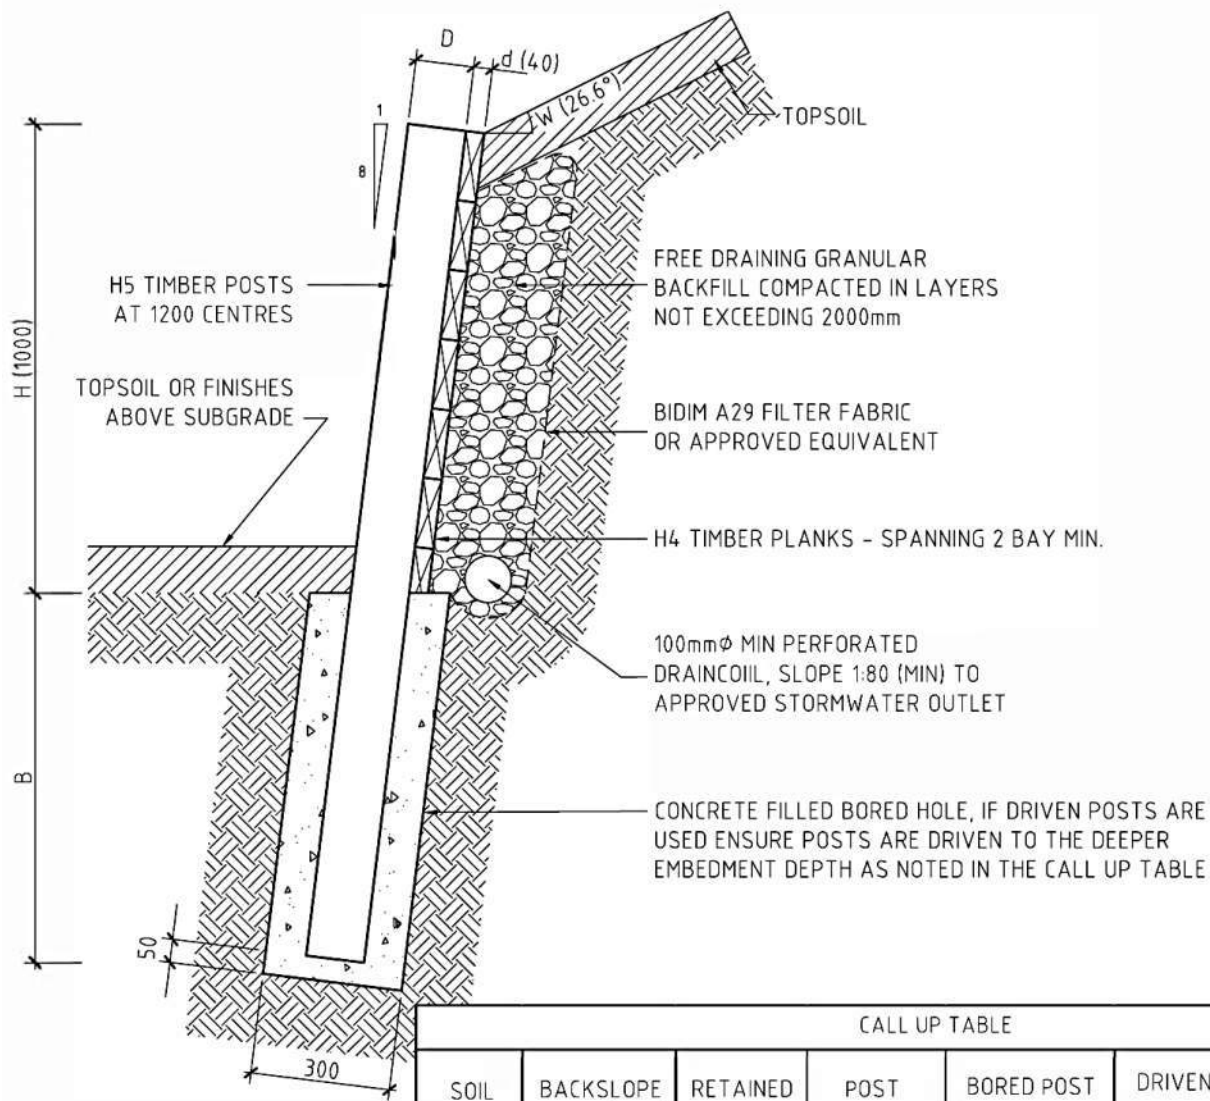 D
d (40)
W (26.6°)
1
8
TOPSOIL
H5 TIMBER POSTS
AT 1200 CENTRES
FREE DRAINING GRANULAR
BACKFILL COMPACTED IN LAYERS
NOT EXCEEDING 2000mm
H (1000)
TOPSOIL OR FINISHES
ABOVE SUBGRADE
BIDIM A29 FILTER FABRIC
OR APPROVED EQUIVALENT
H4 TIMBER PLANKS - SPANNING 2 BAY MIN.
100mmϕ MIN PERFORATED
DRAINCOIL, SLOPE 1:80 (MIN) TO
APPROVED STORMWATER OUTLET
B
CONCRETE FILLED BORED HOLE, IF DRIVEN POSTS ARE
USED ENSURE POSTS ARE DRIVEN TO THE DEEPER
EMBEDMENT DEPTH AS NOTED IN THE CALL UP TABLE
50
300
CALL UP TABLE
SOIL BACKSLOPE RETAINED POST BORED POST DRIVEN